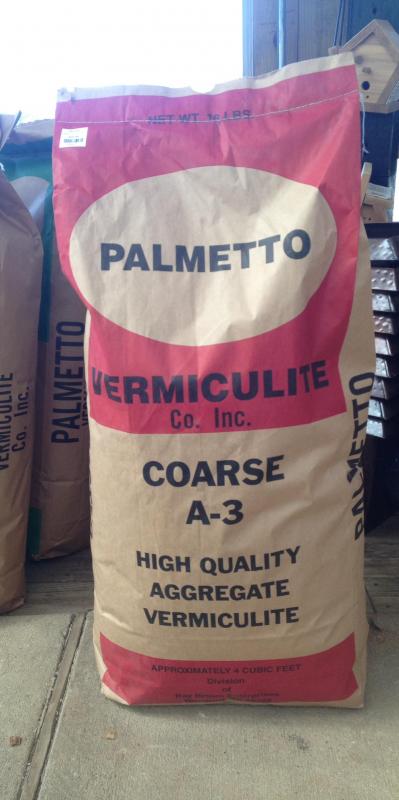 NET WT. 16 LBS.
PALMETTO
VERMICULITE
Co. Inc.
COARSE
A-3
HIGH QUALITY
AGGREGATE
VERMICULITE
APPROXIMATELY 4 CUBIC FEET
Division
of
PALMETTO
PALMETTO
VERMICULITE
Co. Inc.